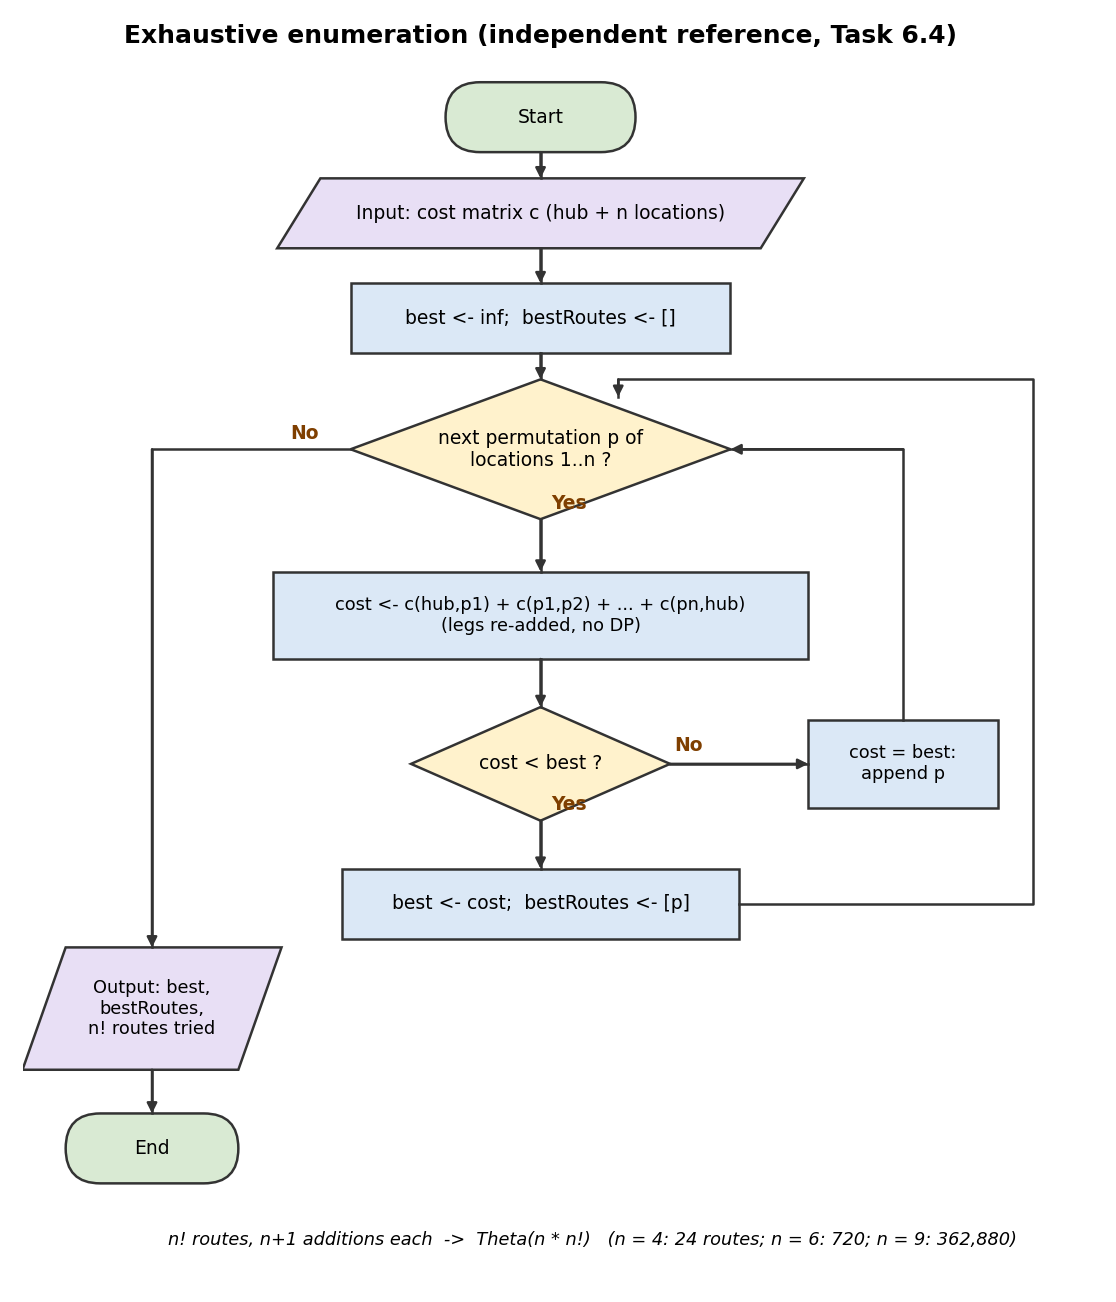 Exhaustive enumeration (independent reference, Task 6.4)
Start
Input: cost matrix c (hub + n locations)
best <- inf;  bestRoutes <- []
No
next permutation p of
locations 1..n ?
Yes
cost <- c(hub,p1) + c(p1,p2) + ... + c(pn,hub)
(legs re-added, no DP)
cost < best ?
No
cost = best:
append p
Yes
best <- cost;  bestRoutes <- [p]
Output: best,
bestRoutes,
n! routes tried
End
n! routes, n+1 additions each  ->  Theta(n * n!)   (n = 4: 24 routes; n = 6: 720; n = 9: 362,880)